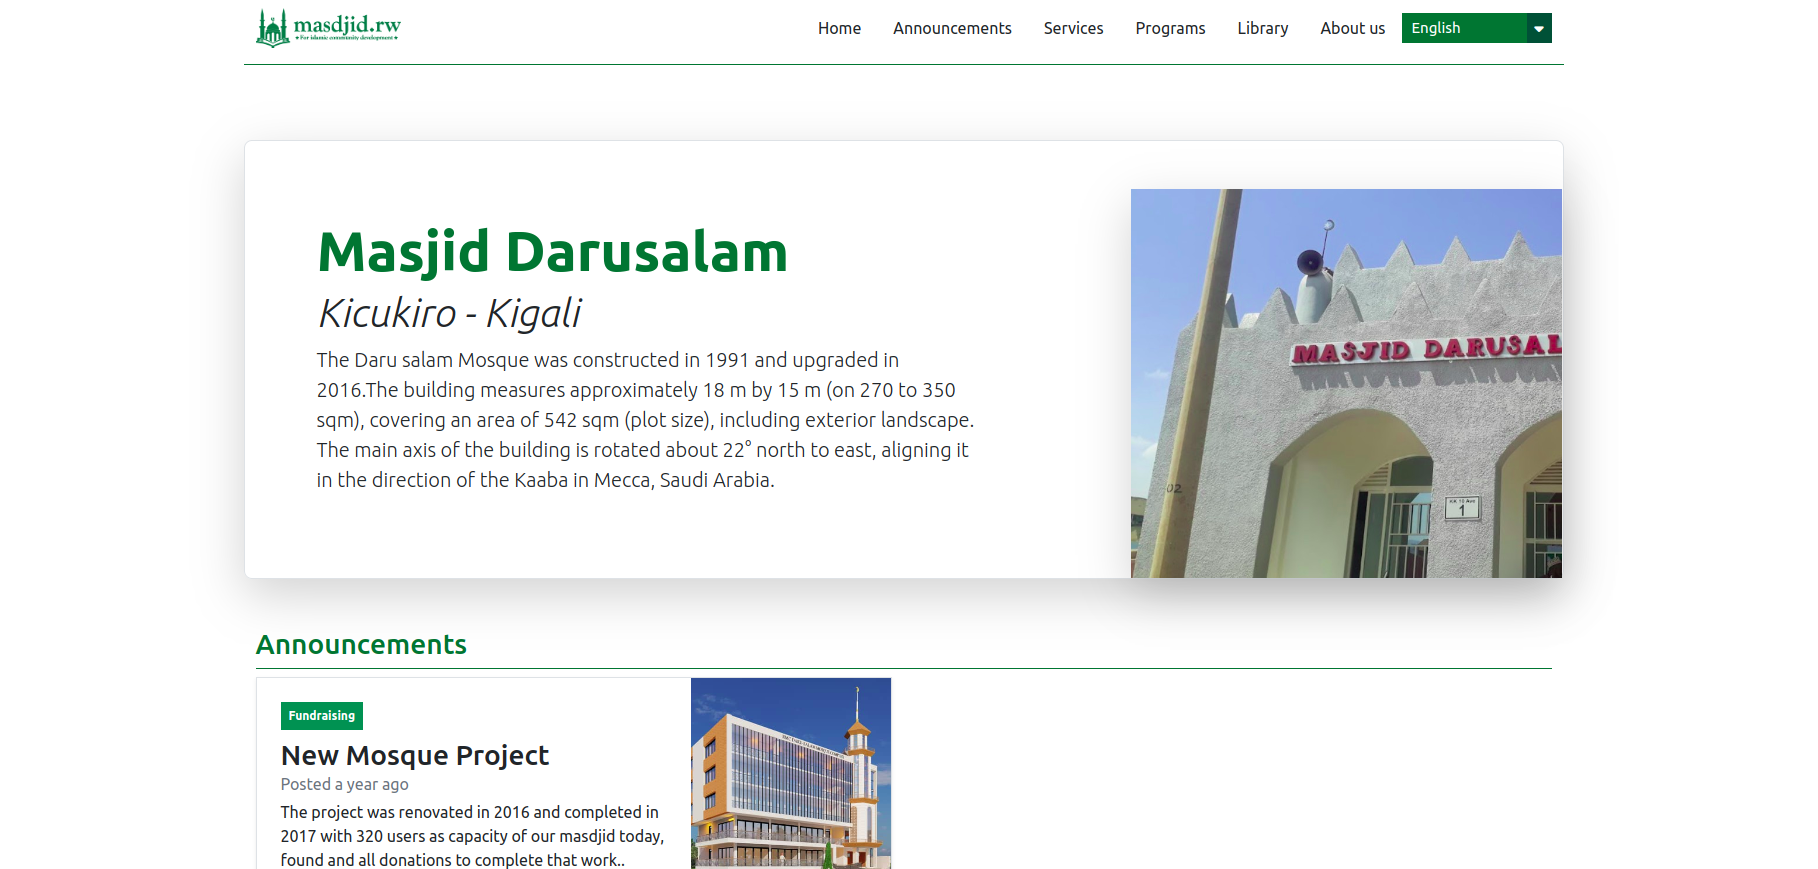 masdjid.rw
For islamic community development
Home
Announcements
Services
Programs
Library
About us
English
Masjid Darusalam
Kicukiro - Kigali
The Daru salam Mosque was constructed in 1991 and upgraded in
2016.The building measures approximately 18 m by 15 m (on 270 to 350
sqm), covering an area of 542 sqm (plot size), including exterior landscape.
The main axis of the building is rotated about 22° north to east, aligning it
in the direction of the Kaaba in Mecca, Saudi Arabia.
MASJID DARUSAL
02
1
Announcements
Fundraising
New Mosque Project
Posted a year ago
The project was renovated in 2016 and completed in
2017 with 320 users as capacity of our masdjid today,
found and all donations to complete that work..